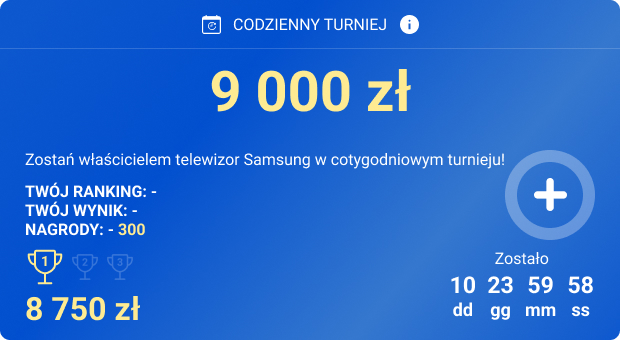 CODZIENNY TURNIEJ i
9 000 zł
Zostań właścicielem telewizor Samsung w cotygodniowym turnieju!
TWÓJ RANKING: -
TWÓJ WYNIK: -
NAGRODY: - 300
1 2 3
8 750 zł
Zostało
10 23 59 58
dd gg mm ss